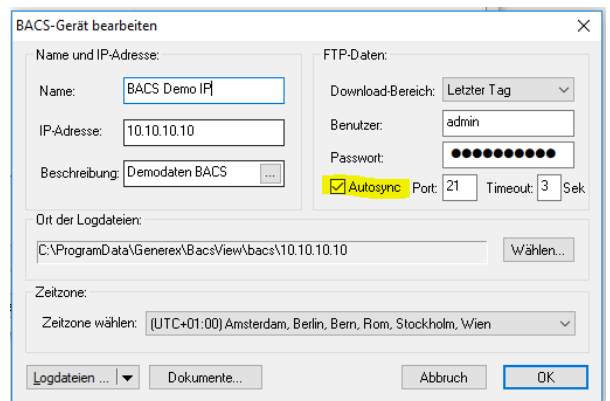 BACS-Gerät bearbeiten
Name und IP-Adresse:
Name: BACS Demo IP
IP-Adresse: 10.10.10.10
Beschreibung: Demodaten BACS ...
FTP-Daten:
Download-Bereich: Letzter Tag
Benutzer: admin
Passwort: ●●●●●●●●●●
Autosync Port: 21 Timeout: 3 Sek
Ort der Logdateien:
C:\ProgramData\Generex\BacsView\bacs\10.10.10.10 Wählen...
Zeitzone:
Zeitzone wählen: (UTC+01:00) Amsterdam, Berlin, Bern, Rom, Stockholm, Wien
Logdateien ... Dokumente... Abbruch OK